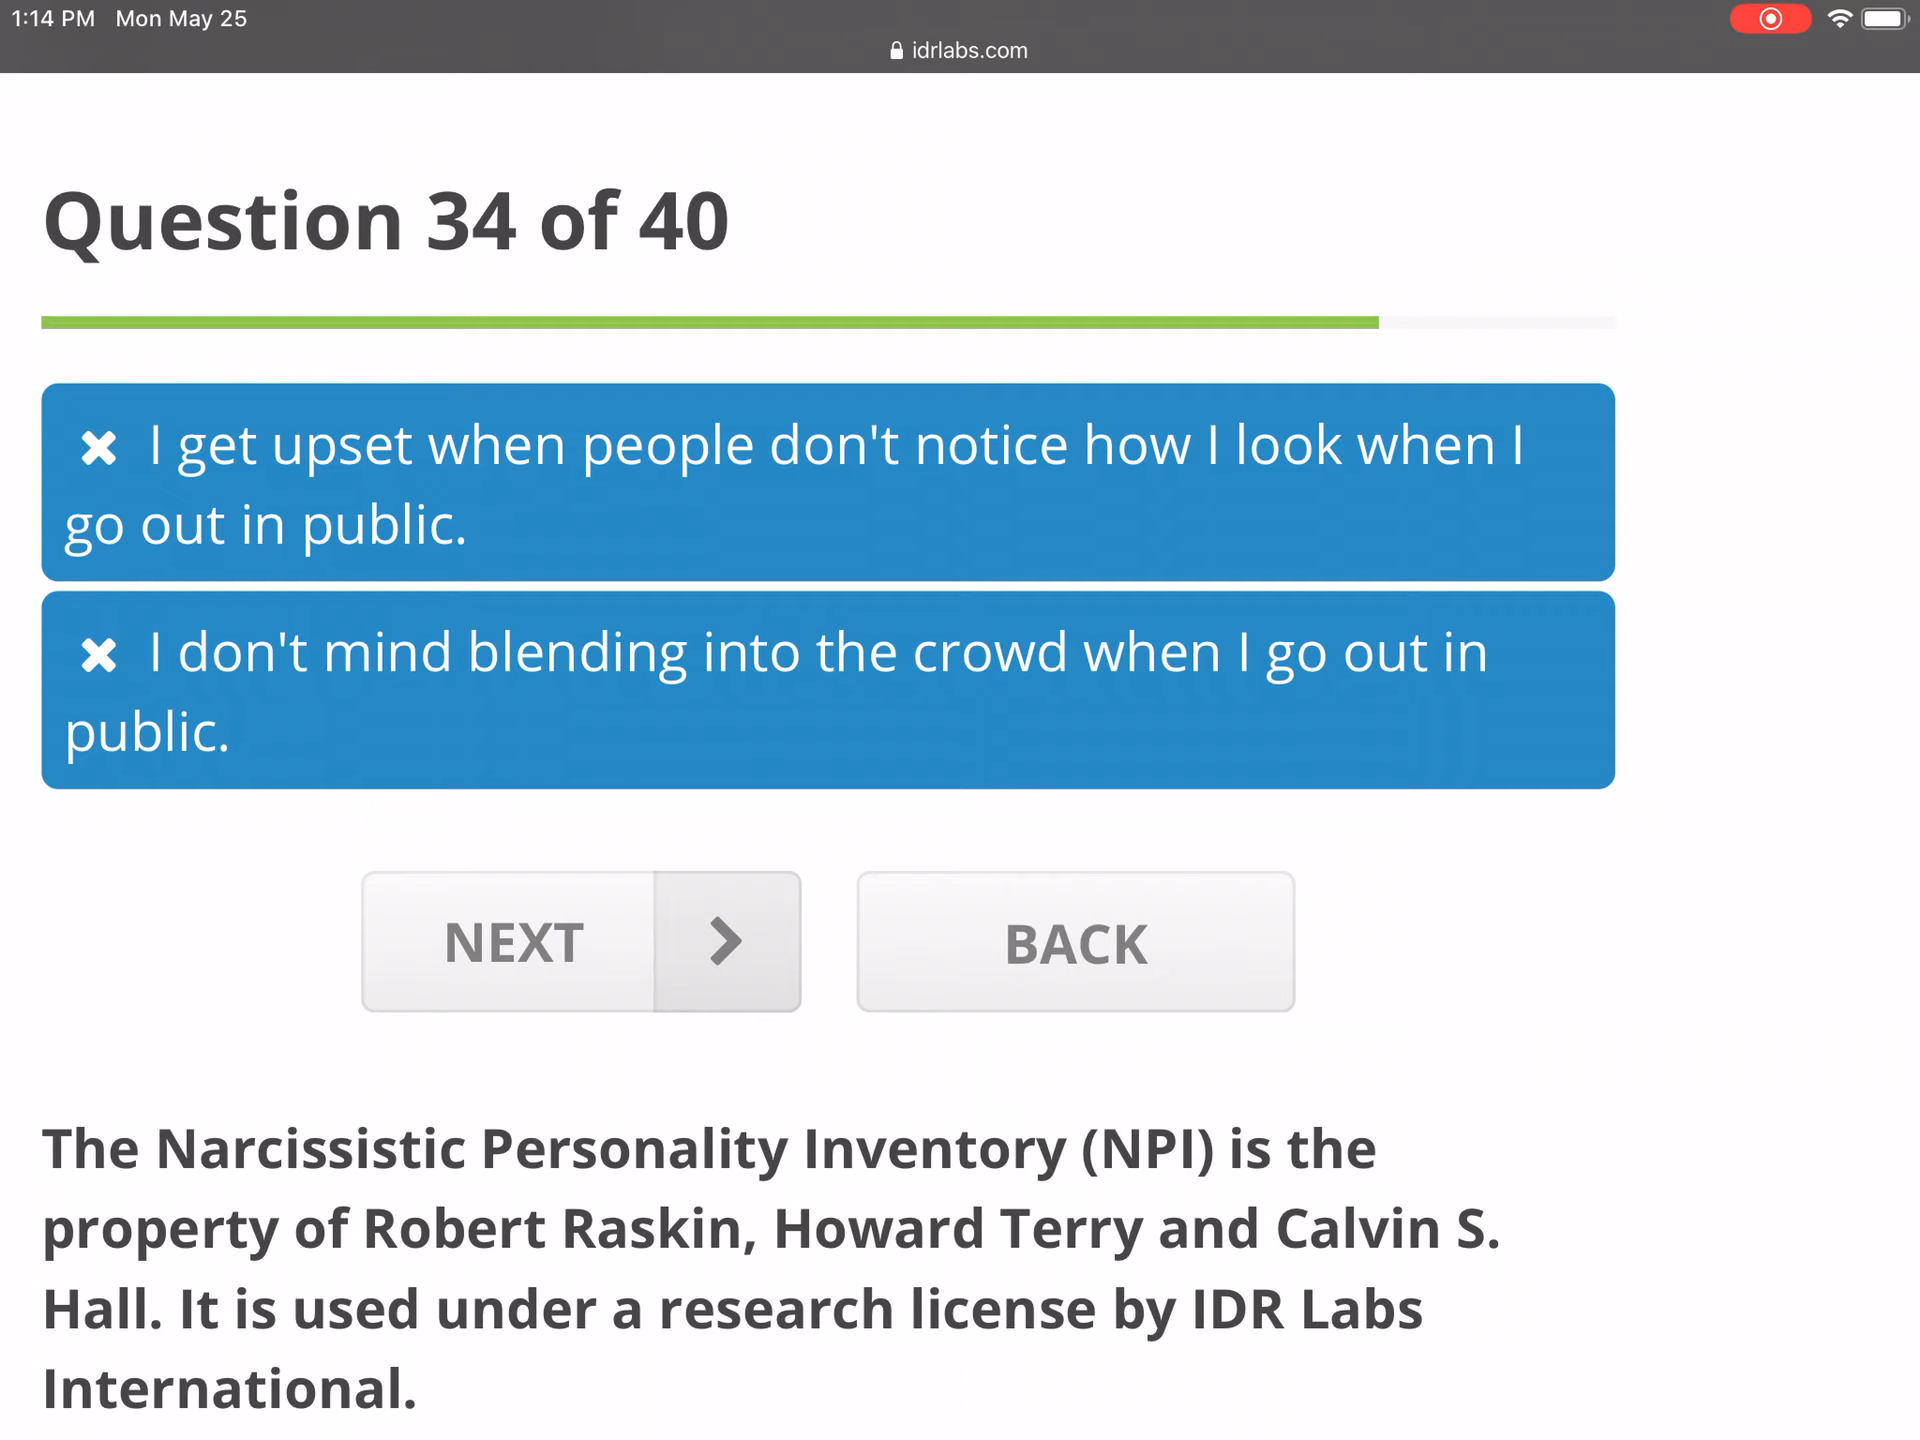 1:14 PM Mon May 25
idrlabs.com
Question 34 of 40
I get upset when people don't notice how I look when I
go out in public.
I don't mind blending into the crowd when I go out in
public.
NEXT
BACK
The Narcissistic Personality Inventory (NPI) is the
property of Robert Raskin, Howard Terry and Calvin S.
Hall. It is used under a research license by IDR Labs
International.